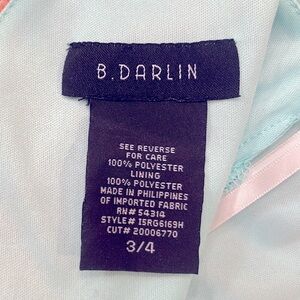 B.DARLIN
SEE REVERSE
FOR CARE
100% POLYESTER
LINING
100% POLYESTER
MADE IN PHILIPPINES
OF IMPORTED FABRIC
RN# 54314
STYLE# I5RG6169H
CUT# 20006770
3/4